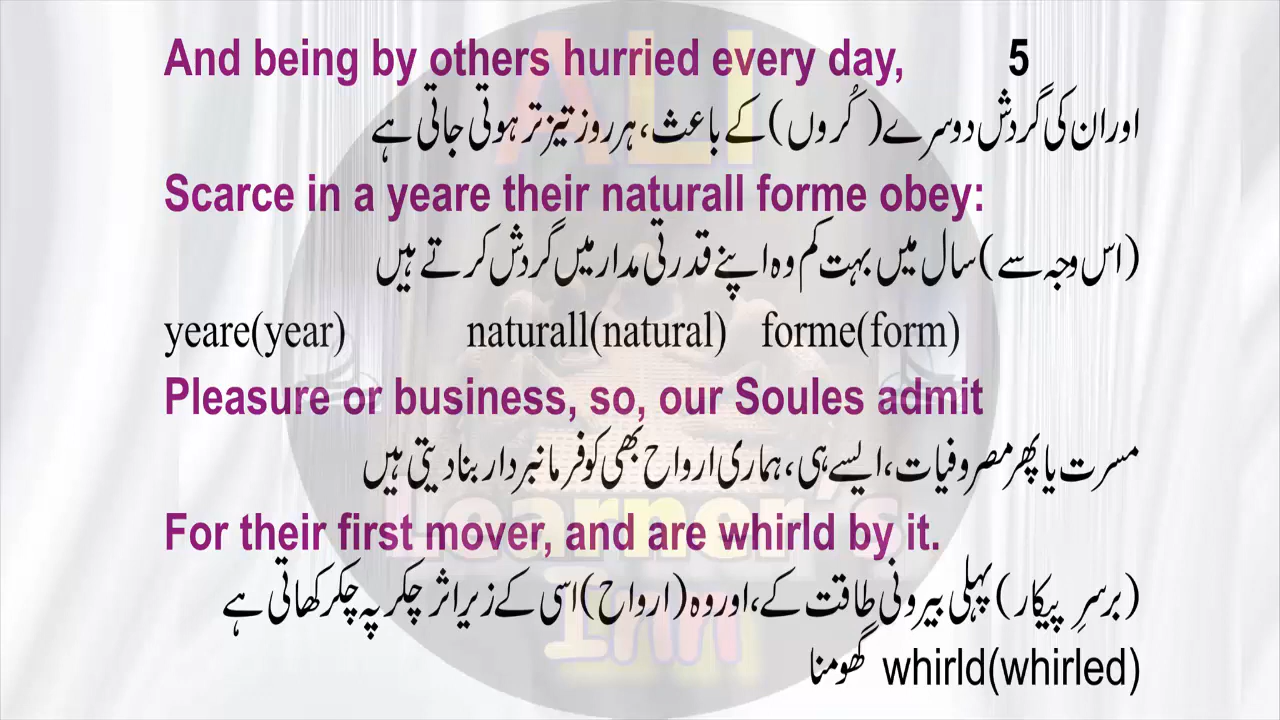 And being by others hurried every day, 5
اور ان کی گردش دوسرے (کُروں) کے باعث، ہر روز تیز تر ہوتی جاتی ہے
Scarce in a yeare their naturall forme obey:
(اس وجہ سے) سال میں بہت کم وہ اپنے قدرتی مدار میں گردش کرتے ہیں
yeare(year) naturall(natural) forme(form)
Pleasure or business, so, our Soules admit
مسرت یا پھر مصروفیات، ایسے ہی، ہماری ارواح بھی کو فرمانبردار بنا دیتی ہیں
For their first mover, and are whirld by it.
(برسرِ پیکار) پہلی بیرونی طاقت کے، اور وہ (ارواح) اسی کے زیر اثر چکر پہ چکر کھاتی ہے
whirld(whirled) گھومنا
ALI
Learner's
Inn